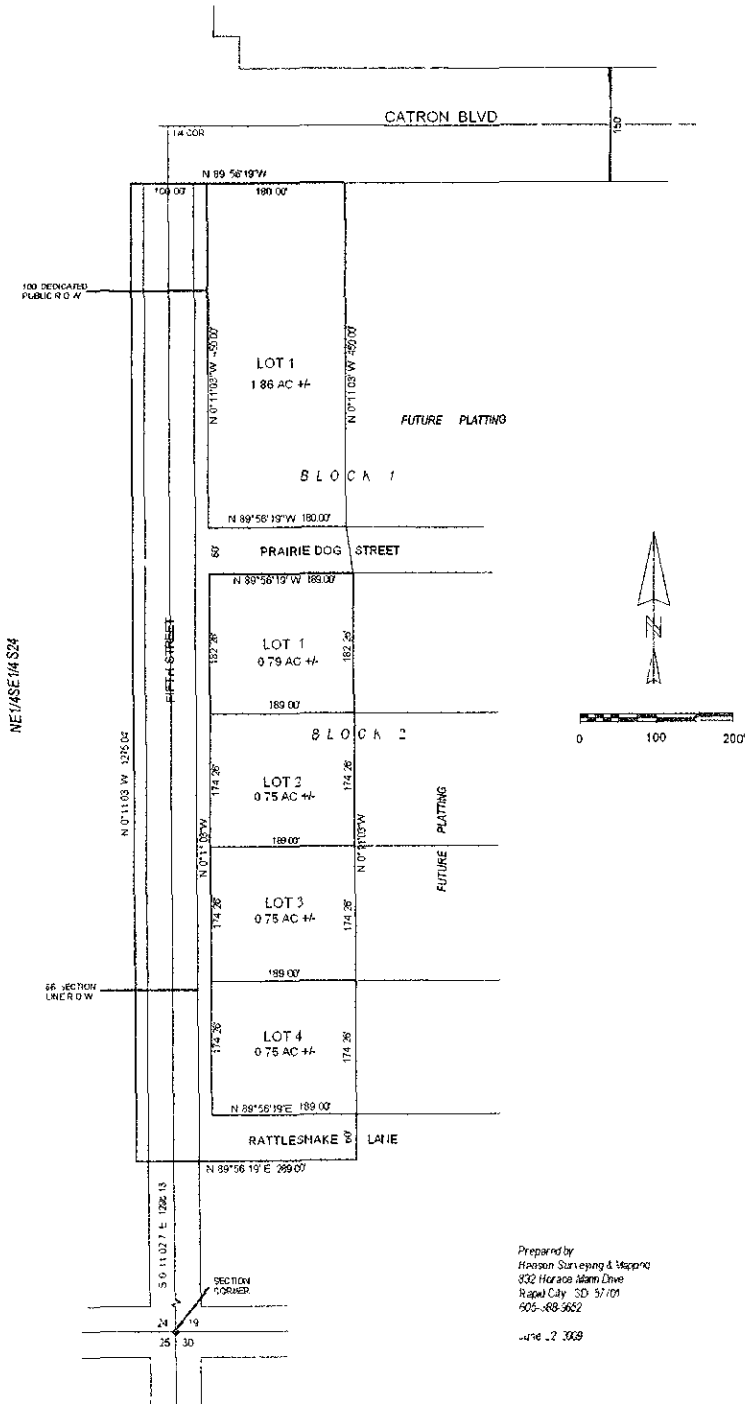 CATRON BLVD
150'
1/4 COR
N 89 56'19"W
100.00'
180.00'
100 DEDICATED
PUBLIC R O W
N 0°11'03" W 450.00'
N 0°11'03' W 450.00'
LOT 1
1 86 AC +/-
FUTURE PLATTING
BLOCK 1
N 89°56'19"W 180.00'
60'
PRAIRIE DOG STREET
N 89°56'19' W 189.00'
NE1/4SE1/4 S24
FIFTH STREET
N 0°11 03 W
182 26'
LOT 1
0 79 AC +/-
182 26'
189.00'
BLOCK 2
0 100 200'
174.26'
LOT 2
0 75 AC +/-
174 26'
FUTURE PLATTING
189.00'
174 26'
LOT 3
0 75 AC +/-
174 26'
189.00'
66 SECTION
LINE R O W
174 26'
LOT 4
0 75 AC +/-
174 26'
N 89°56'19"E 189 00'
RATTLESNAKE LANE
60'
N 89°56 19' E 289 00'
SECTION
CORNER
24 19
25 30
Prepared by
Surveying & Mapping
832 Horace Mann Drive
Rapid City SD 57701